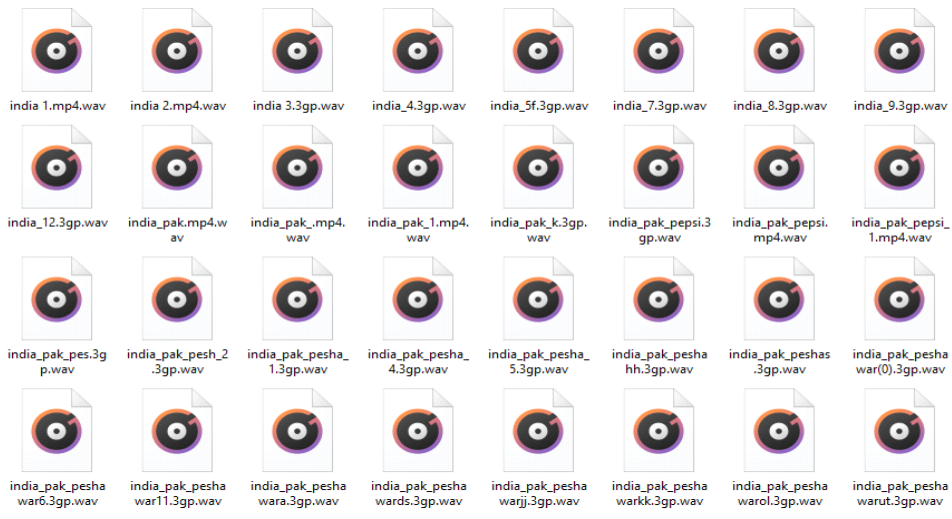 india 1.mp4.wav
india 2.mp4.wav
india 3.3gp.wav
india_4.3gp.wav
india_5f.3gp.wav
india_7.3gp.wav
india_8.3gp.wav
india_9.3gp.wav
india_12.3gp.wav
india_pak.mp4.w
av
india_pak_.mp4.
wav
india_pak_1.mp4.
wav
india_pak_k.3gp.
wav
india_pak_pepsi.3
gp.wav
india_pak_pepsi.
mp4.wav
india_pak_pepsi_
1.mp4.wav
india_pak_pes.3g
p.wav
india_pak_pesh_2
.3gp.wav
india_pak_pesha_
1.3gp.wav
india_pak_pesha_
4.3gp.wav
india_pak_pesha_
5.3gp.wav
india_pak_pesha
hh.3gp.wav
india_pak_peshas
.3gp.wav
india_pak_pesha
war(0).3gp.wav
india_pak_pesha
war6.3gp.wav
india_pak_pesha
war11.3gp.wav
india_pak_pesha
wara.3gp.wav
india_pak_pesha
wards.3gp.wav
india_pak_pesha
warjj.3gp.wav
india_pak_pesha
warkk.3gp.wav
india_pak_pesha
warol.3gp.wav
india_pak_pesha
warut.3gp.wav